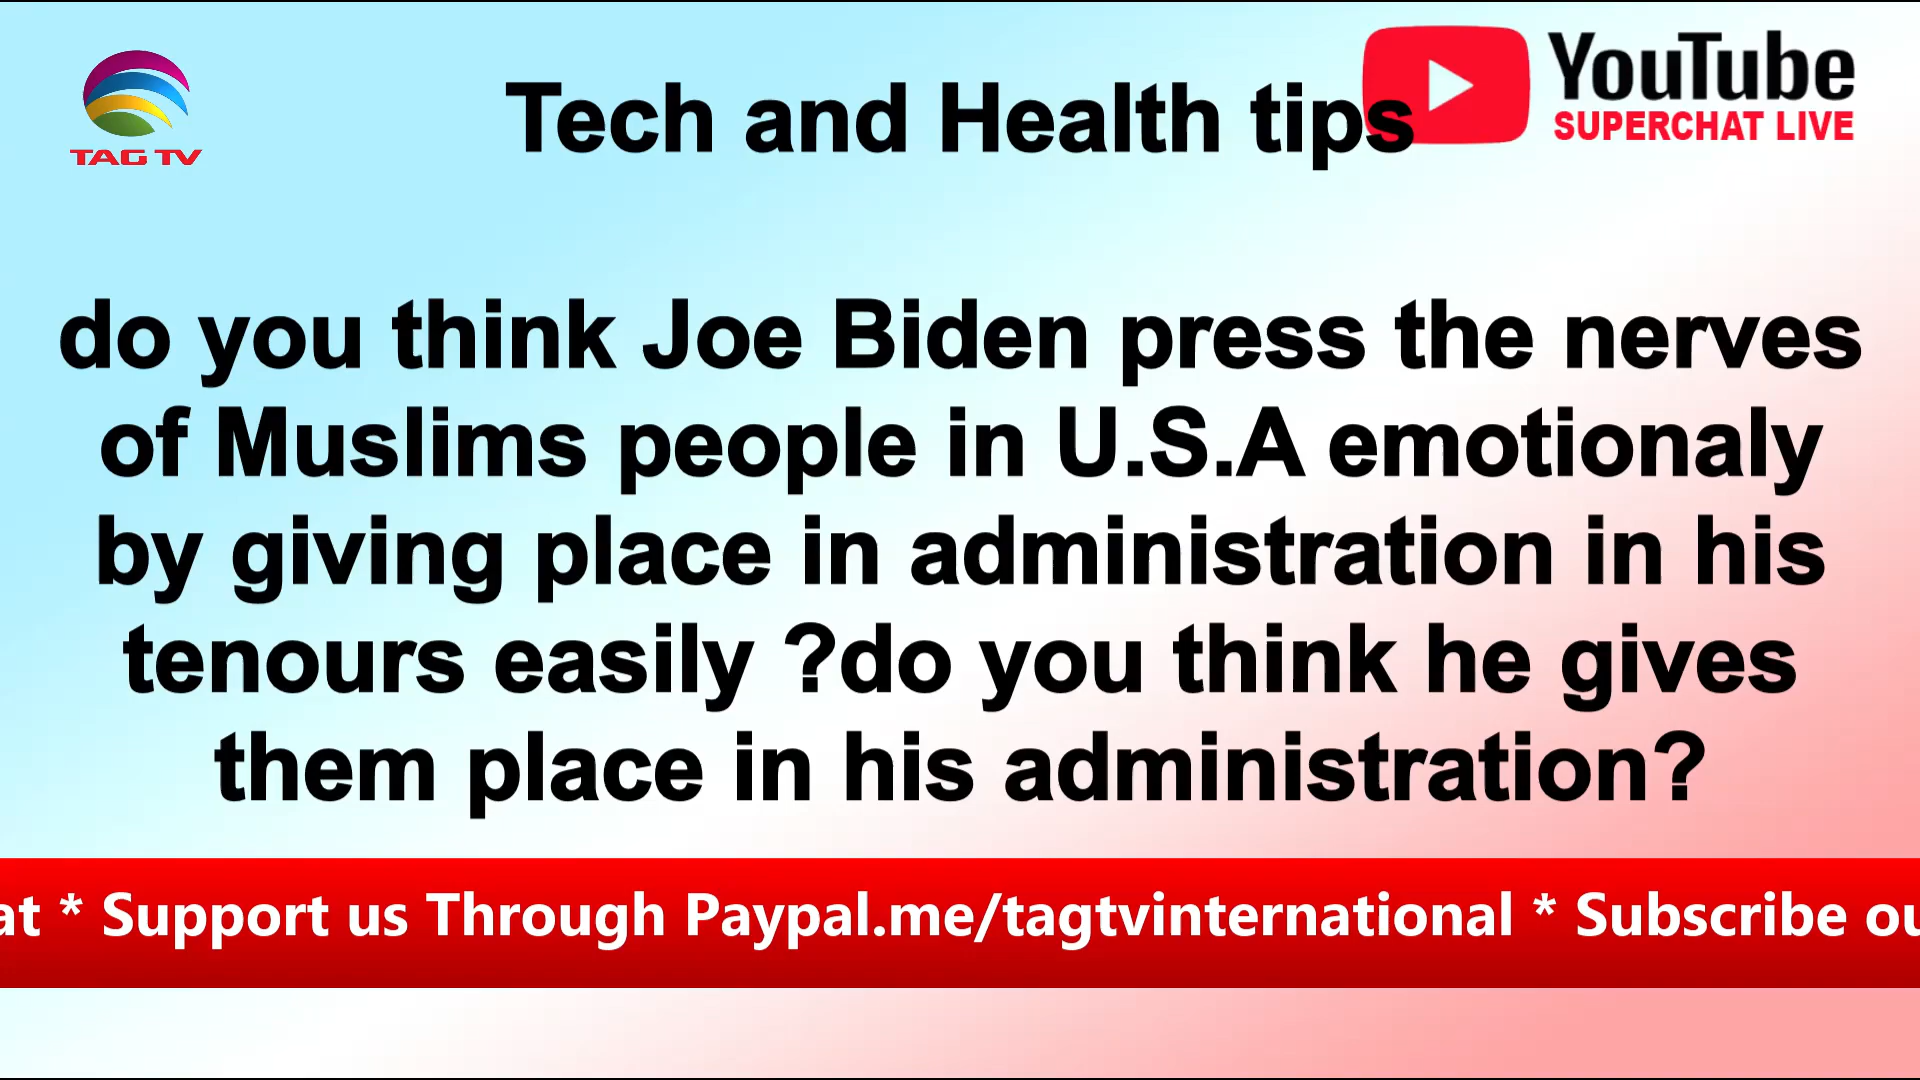 TAG TV
Tech and Health tips
YouTube
SUPERCHAT LIVE
do you think Joe Biden press the nerves
of Muslims people in U.S.A emotionaly
by giving place in administration in his
tenours easily ?do you think he gives
them place in his administration?
at * Support us Through Paypal.me/tagtvinternational * Subscribe ou